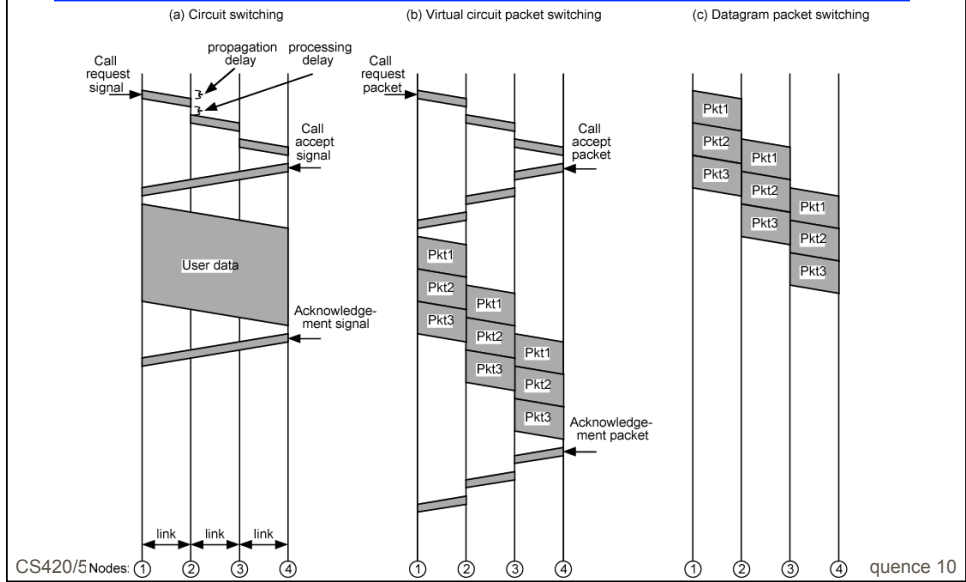 (a) Circuit switching
(b) Virtual circuit packet switching
(c) Datagram packet switching
Call
request
signal
propagation
delay
processing
delay
Call
accept
signal
User data
Acknowledge-
ment signal
link
link
link
Call
request
packet
Call
accept
packet
Pkt1
Pkt2
Pkt3
Pkt1
Pkt2
Pkt3
Pkt1
Pkt2
Pkt3
Acknowledge-
ment packet
Pkt1
Pkt2
Pkt3
Pkt1
Pkt2
Pkt3
Pkt1
Pkt2
Pkt3
CS420/5 Nodes: 1 2 3 4 1 2 3 4 1 2 3 4 quence 10